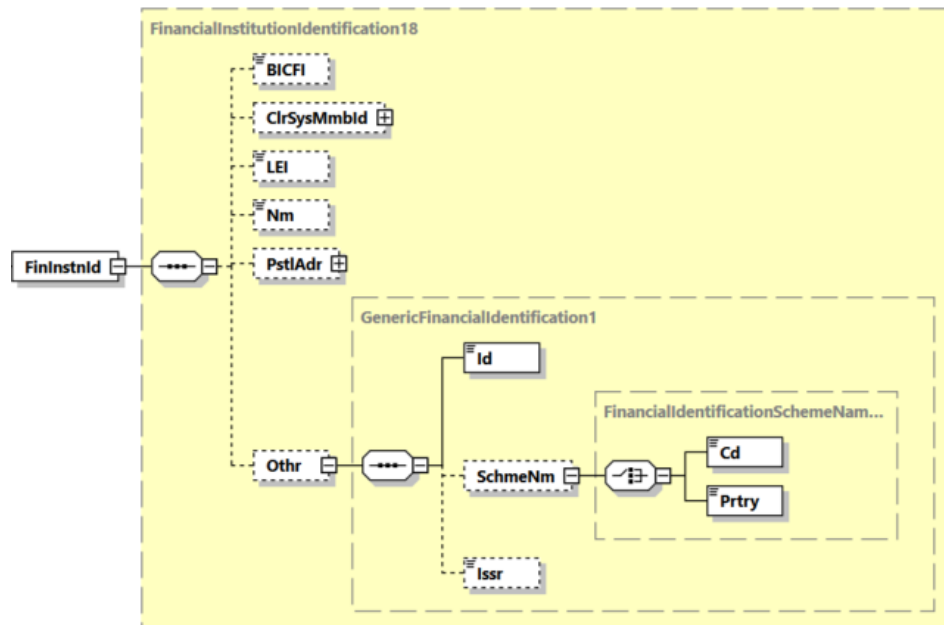 FinancialInstitutionIdentification18
BICFI
ClrSysMmbId
LEI
Nm
FinInstnId
PstlAdr
GenericFinancialIdentification1
Id
FinancialIdentificationSchemeNam...
Cd
Othr
SchmeNm
Prtry
Issr